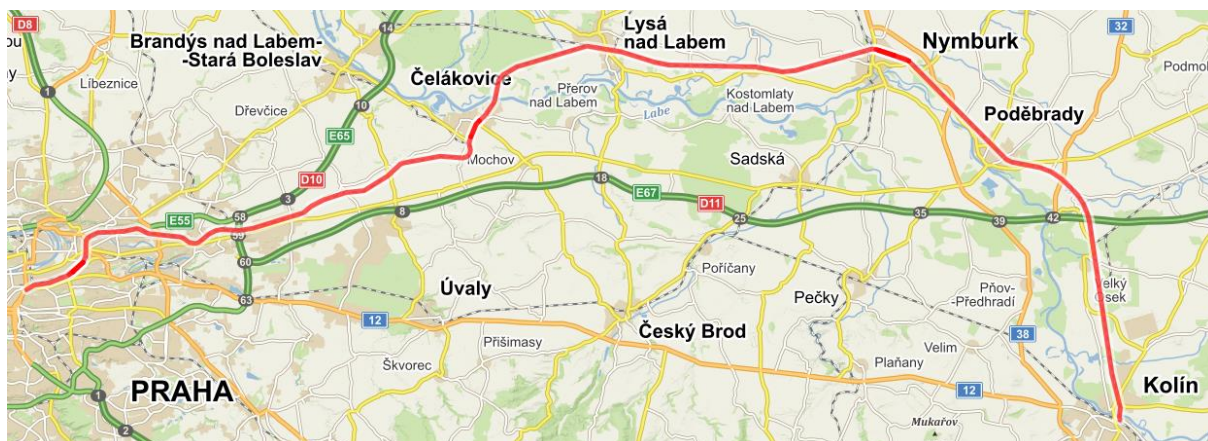 D8
14
Lysá
nad Labem
32
Brandýs nad Labem-
-Stará Boleslav
Nymburk
Líbeznice
1
Čelákovice
Podmol
10
Přerov
nad Labem
Kostomlaty
nad Labem
Dřevčice
Labe
Poděbrady
E65
Mochov
Sadská
D10
3
18
E67
D11
E55
58
8
25
35
39
42
59
60
Poříčany
Úvaly
Pečky
Pňov-
-Předhradí
Velký
Osek
63
12
Český Brod
38
Přišimasy
Velim
Škvorec
Plaňany
PRAHA
12
Kolín
1
Mukařov
2